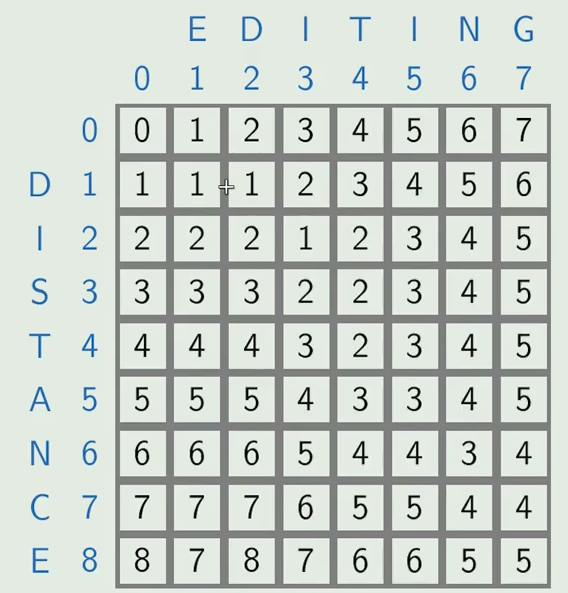 E D I T I N G
0 1 2 3 4 5 6 7
0 0 1 2 3 4 5 6 7
D 1 1 1 1 2 3 4 5 6
I 2 2 2 2 1 2 3 4 5
S 3 3 3 3 2 2 3 4 5
T 4 4 4 4 3 2 3 4 5
A 5 5 5 5 4 3 3 4 5
N 6 6 6 6 5 4 4 3 4
C 7 7 7 7 6 5 5 4 4
E 8 8 7 8 7 6 6 5 5